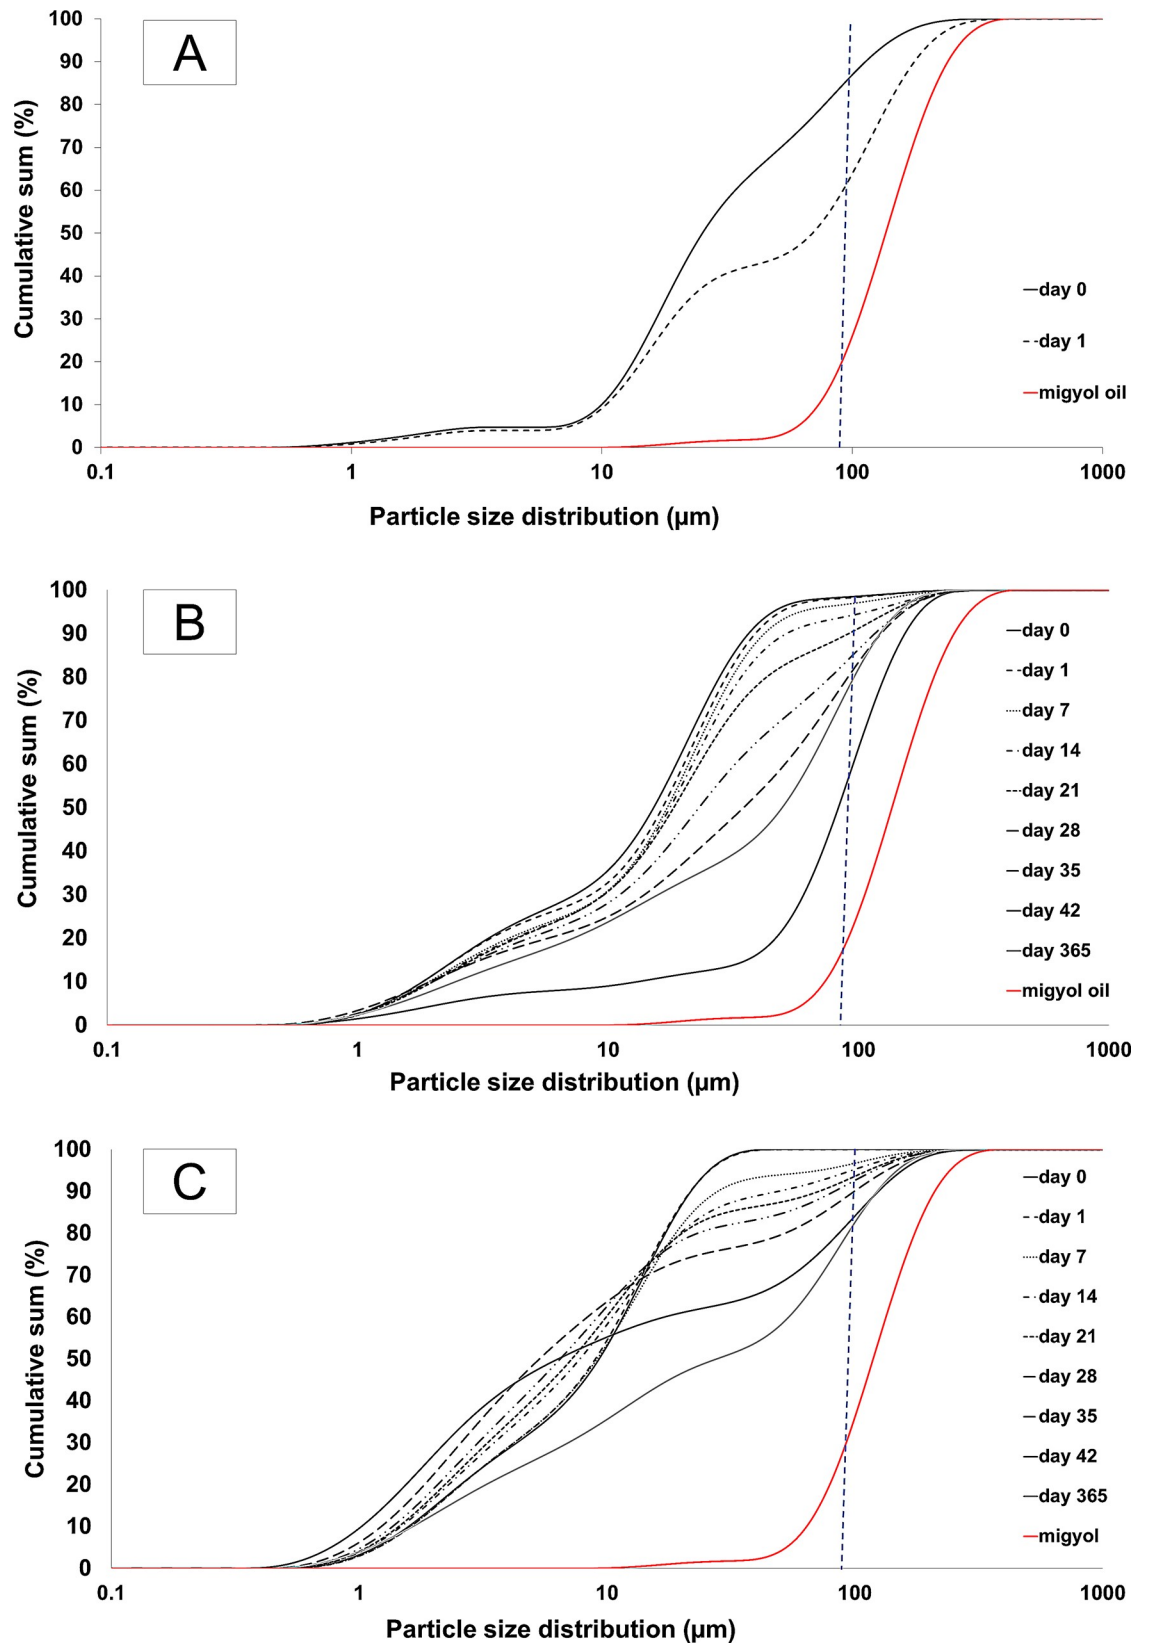 A
Cumulative sum (%)
100
90
80
70
60
50
40
30
20
10
0
0.1 1 10 100 1000
Particle size distribution (µm)
day 0
day 1
migyol oil
B
Cumulative sum (%)
100
90
80
70
60
50
40
30
20
10
0
0.1 1 10 100 1000
Particle size distribution (µm)
day 0
day 1
day 7
day 14
day 21
day 28
day 35
day 42
day 365
migyol oil
C
Cumulative sum (%)
100
90
80
70
60
50
40
30
20
10
0
0.1 1 10 100 1000
Particle size distribution (µm)
day 0
day 1
day 7
day 14
day 21
day 28
day 35
day 42
day 365
migyol